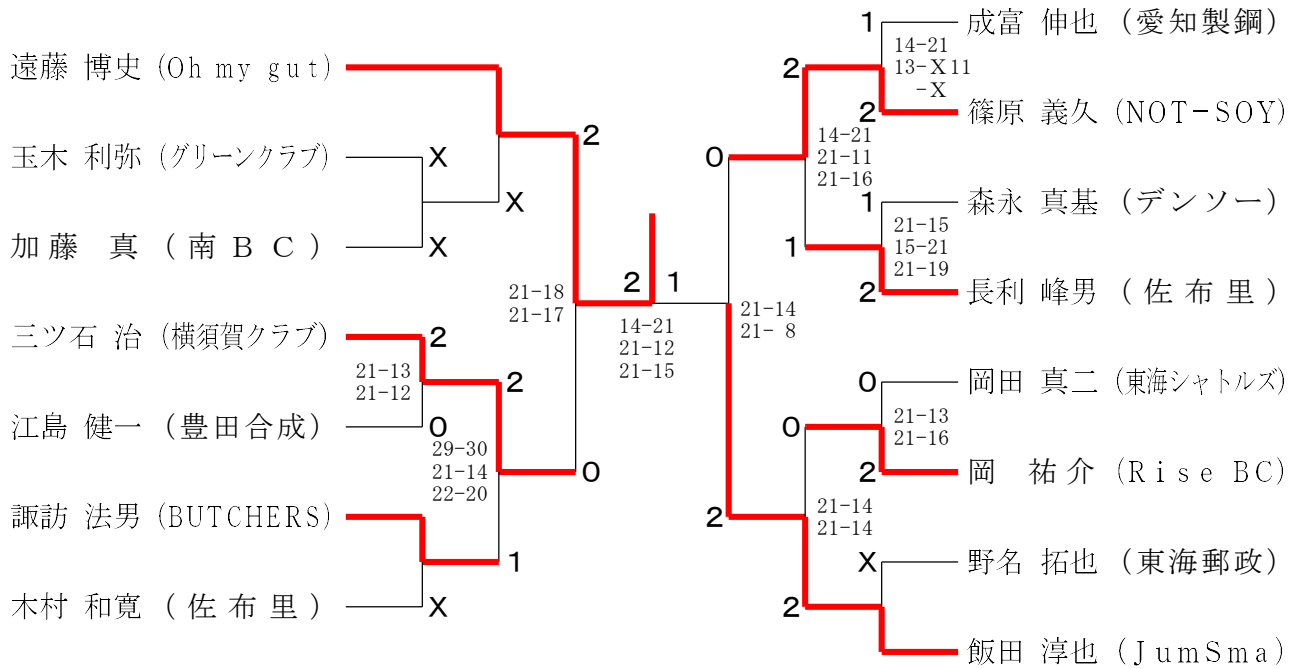 遠藤 博史 (Oh my gut)
玉木 利弥 (グリーンクラブ)
X
X
加藤 真 (南BC)
X
2
三ツ石 治 (横須賀クラブ)
2
21-13
21-12
2
江島 健一 (豊田合成)
0
29-30
21-14
22-20
0
諏訪 法男 (BUTCHERS)
1
木村 和寛 (佐布里)
X
21-18
21-17
2
1
14-21
21-12
21-15
1
成富 伸也 (愛知製鋼)
14-21
13-X11
-X
2
2
篠原 義久 (NOT-SOY)
0
14-21
21-11
21-16
1
森永 真基 (デンソー)
21-15
15-21
21-19
1
2
長利 峰男 (佐布里)
21-14
21- 8
0
岡田 真二 (東海シャトルズ)
21-13
21-16
0
2
岡 祐介 (Rise BC)
2
21-14
21-14
X
野名 拓也 (東海郵政)
2
飯田 淳也 (JumSma)